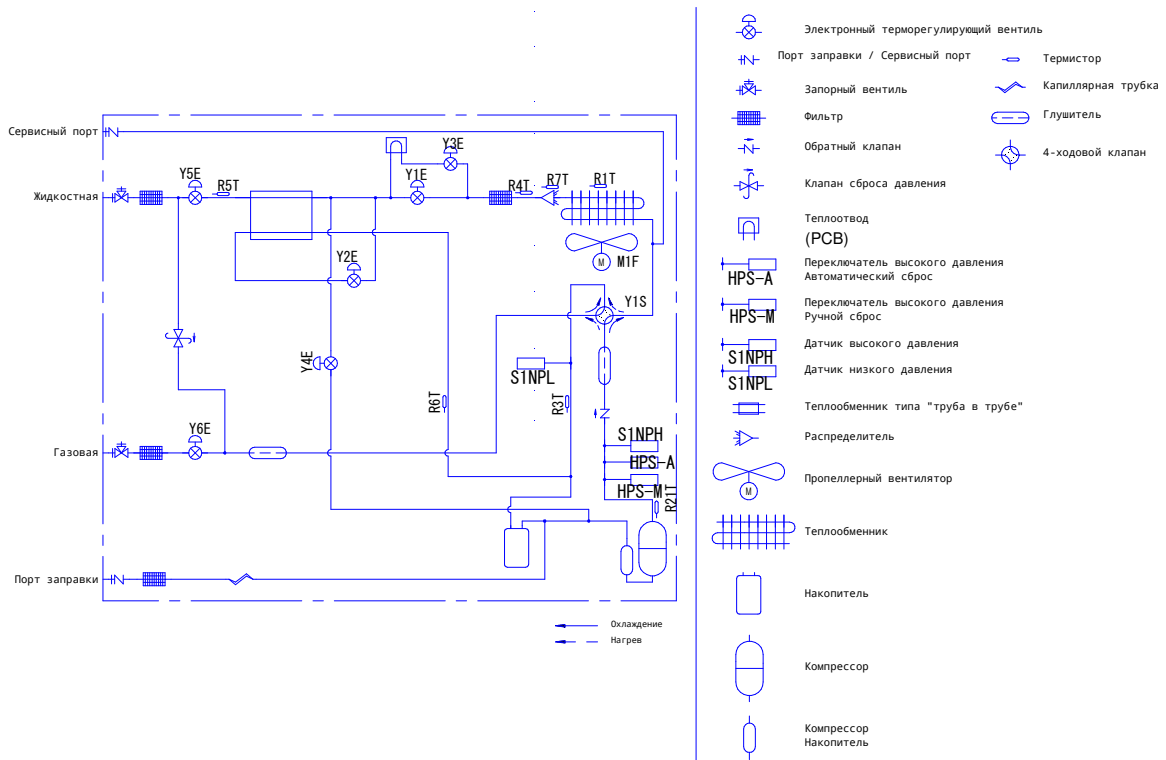 Сервисный порт
Жидкостная
Газовая
Порт заправки
Y5E
R5T
Y3E
Y1E
R4T
R7T
R1T
Y2E
M
M1F
Y1S
Y4E
S1NPL
R6T
R3T
Y6E
S1NPH
HPS-A
HPS-M
R21T
Охлаждение
Нагрев
Электронный терморегулирующий вентиль
Порт заправки / Сервисный порт
Термистор
Запорный вентиль
Капиллярная трубка
Фильтр
Глушитель
Обратный клапан
4-ходовой клапан
Клапан сброса давления
Теплоотвод
(PCB)
HPS-A
Переключатель высокого давления
Автоматический сброс
HPS-M
Переключатель высокого давления
Ручной сброс
S1NPH
Датчик высокого давления
S1NPL
Датчик низкого давления
Теплообменник типа "труба в трубе"
Распределитель
M
Пропеллерный вентилятор
Теплообменник
Накопитель
Компрессор
Компрессор
Накопитель